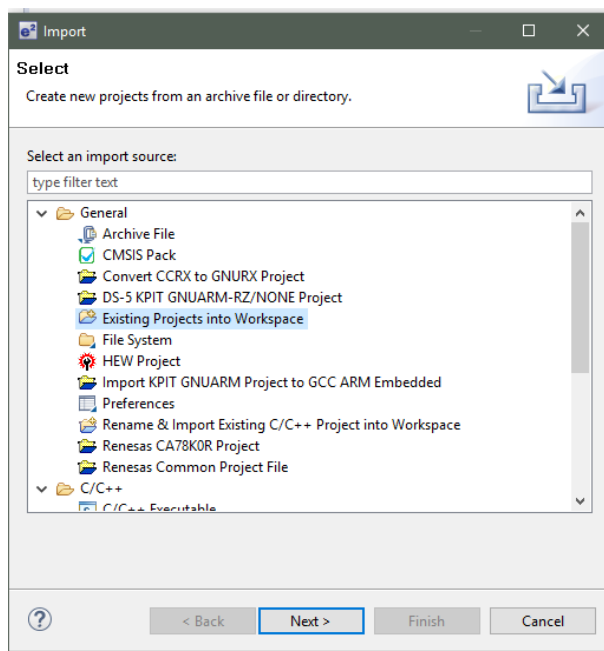 e² Import
Select
Create new projects from an archive file or directory.
Select an import source:
type filter text
General
Archive File
CMSIS Pack
Convert CCRX to GNURX Project
DS-5 KPIT GNUARM-RZ/NONE Project
Existing Projects into Workspace
File System
HEW Project
Import KPIT GNUARM Project to GCC ARM Embedded
Preferences
Rename & Import Existing C/C++ Project into Workspace
Renesas CA78K0R Project
Renesas Common Project File
C/C++
C/C++ Executable
? < Back Next > Finish Cancel